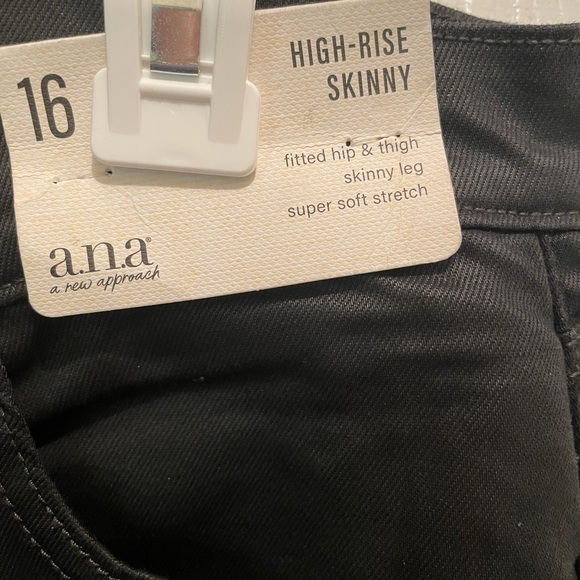 16
HIGH-RISE
SKINNY
fitted hip & thigh
skinny leg
super soft stretch
a.n.a®
a new approach